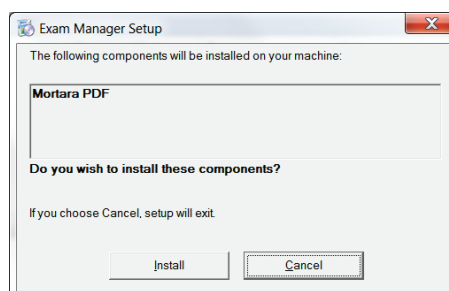 Exam Manager Setup
The following components will be installed on your machine:
Mortara PDF
Do you wish to install these components?
If you choose Cancel, setup will exit.
Install
Cancel